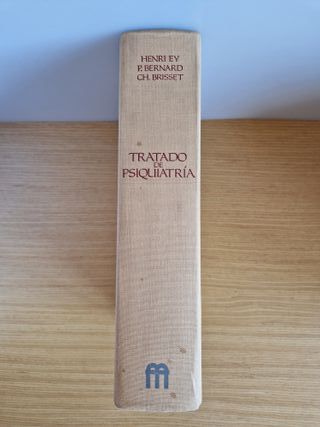 HENRI EY
P. BERNARD
CH. BRISSET
TRATADO
DE
PSIQUIATRÍA